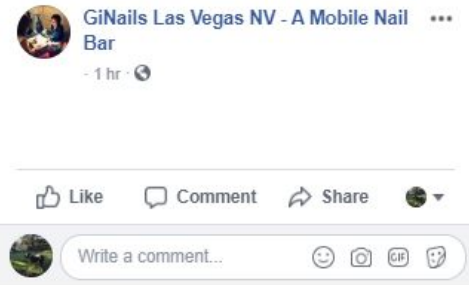 GiNails Las Vegas NV - A Mobile Nail
Bar
· 1 hr ·
Like Comment Share
Write a comment... GIF